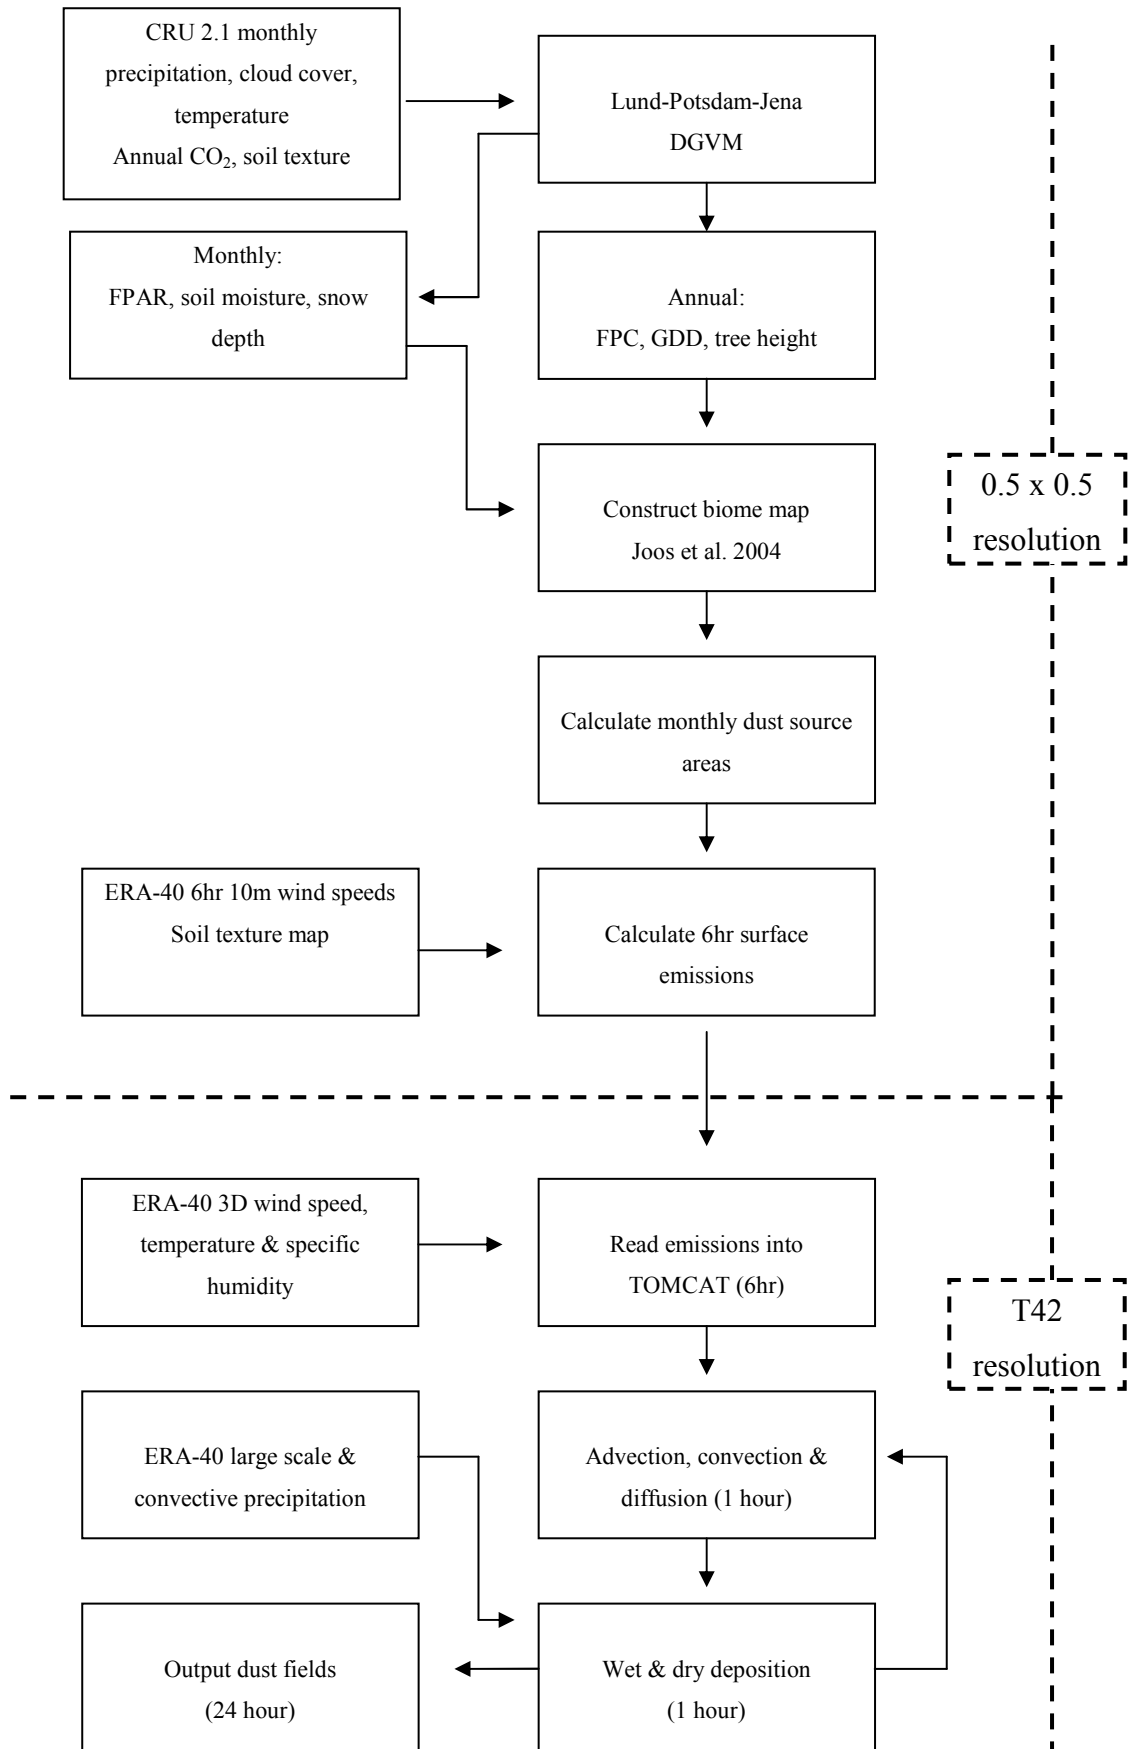 CRU 2.1 monthly
precipitation, cloud cover,
temperature
Annual CO₂, soil texture
Lund-Potsdam-Jena
DGVM
Monthly:
FPAR, soil moisture, snow
depth
Annual:
FPC, GDD, tree height
Construct biome map
Joos et al. 2004
0.5 x 0.5
resolution
Calculate monthly dust source
areas
ERA-40 6hr 10m wind speeds
Soil texture map
Calculate 6hr surface
emissions
ERA-40 3D wind speed,
temperature & specific
humidity
Read emissions into
TOMCAT (6hr)
T42
resolution
ERA-40 large scale &
convective precipitation
Advection, convection &
diffusion (1 hour)
Output dust fields
(24 hour)
Wet & dry deposition
(1 hour)